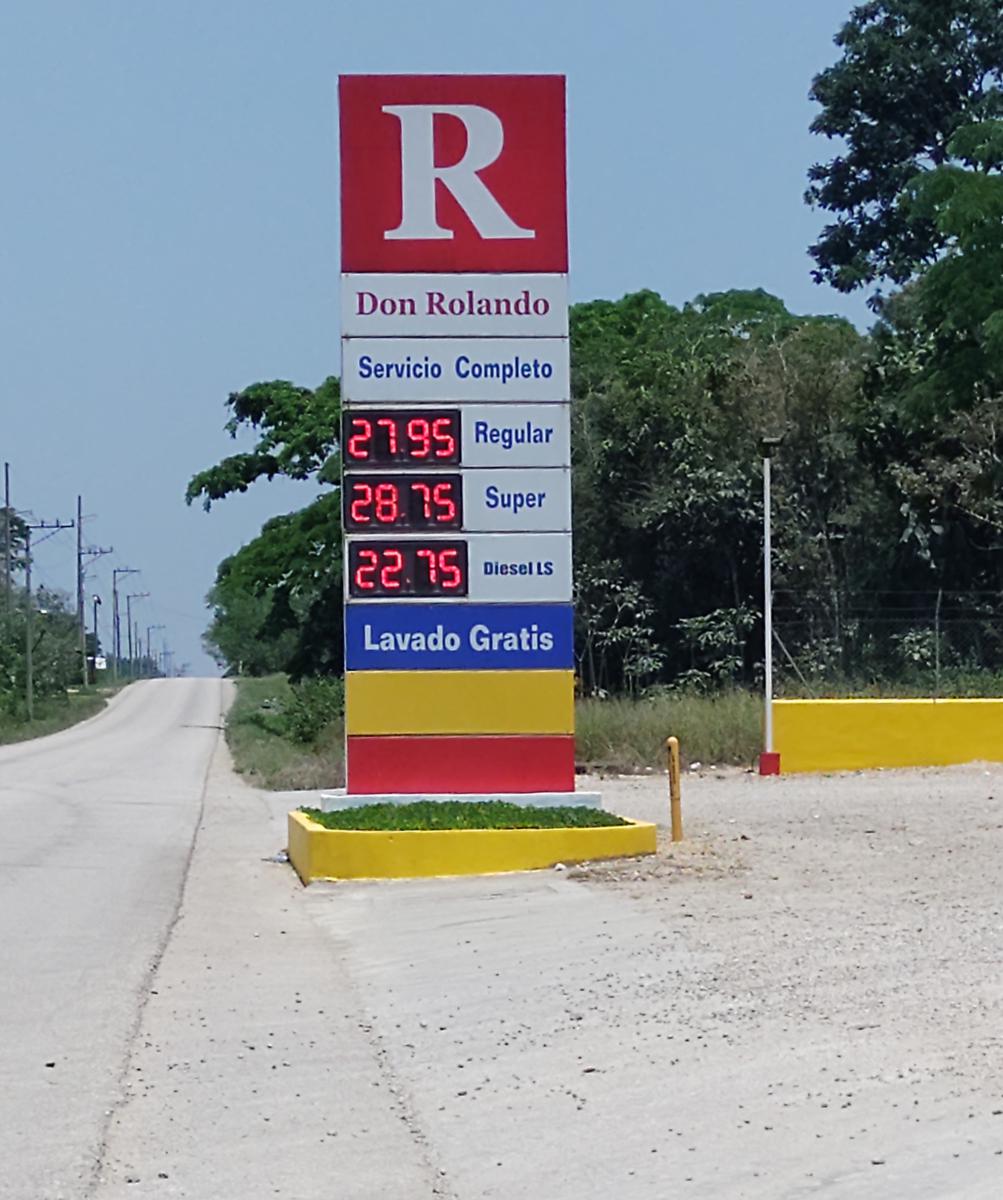 R
Don Rolando
Servicio Completo
27.95 Regular
28.75 Super
22.75 Diesel LS
Lavado Gratis